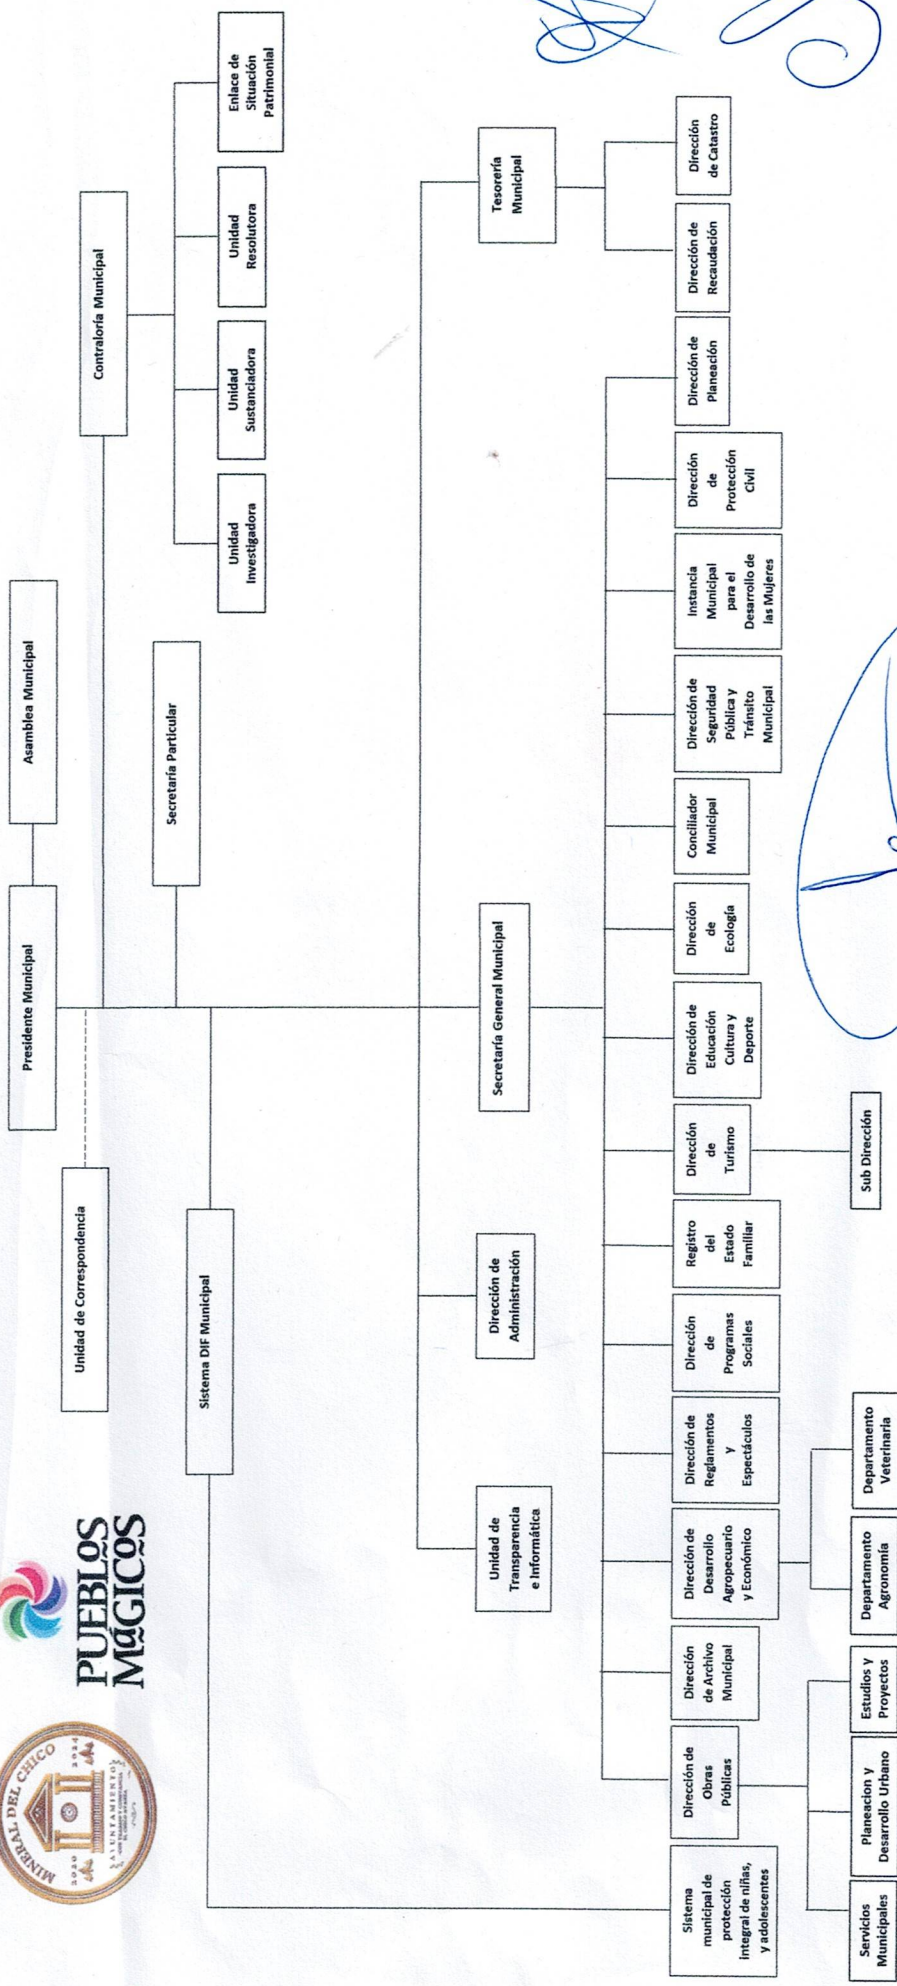 MINERAL DEL CHICO
2020 2024
AYUNTAMIENTO
PUEBLOS
MáGICOS
Presidente Municipal
Asamblea Municipal
Unidad de Correspondencia
Contraloría Municipal
Secretaría Particular
Sistema DIF Municipal
Unidad
Investigadora
Unidad
Sustanciadora
Unidad
Resolutora
Enlace de
Situación
Patrimonial
Unidad de
Transparencia
e Informática
Dirección de
Administración
Secretaría General Municipal
Tesorería
Municipal
Sistema
municipal de
protección
integral de niñas,
y adolescentes
Dirección de
Obras
Públicas
Dirección
de Archivo
Municipal
Dirección de
Desarrollo
Agropecuario
y Económico
Dirección de
Reglamentos
y
Espectáculos
Dirección
de
Programas
Sociales
Registro
del
Estado
Familiar
Dirección
de
Turismo
Dirección de
Educación
Cultura y
Deporte
Dirección
de
Ecología
Conciliador
Municipal
Dirección de
Seguridad
Pública y
Tránsito
Municipal
Instancia
Municipal
para el
Desarrollo de
las Mujeres
Dirección
de
Protección
Civil
Dirección de
Planeación
Dirección de
Recaudación
Dirección
de Catastro
Servicios
Municipales
Planeacion y
Desarrollo Urbano
Estudios y
Proyectos
Departamento
Agronomía
Departamento
Veterinaria
Sub Dirección